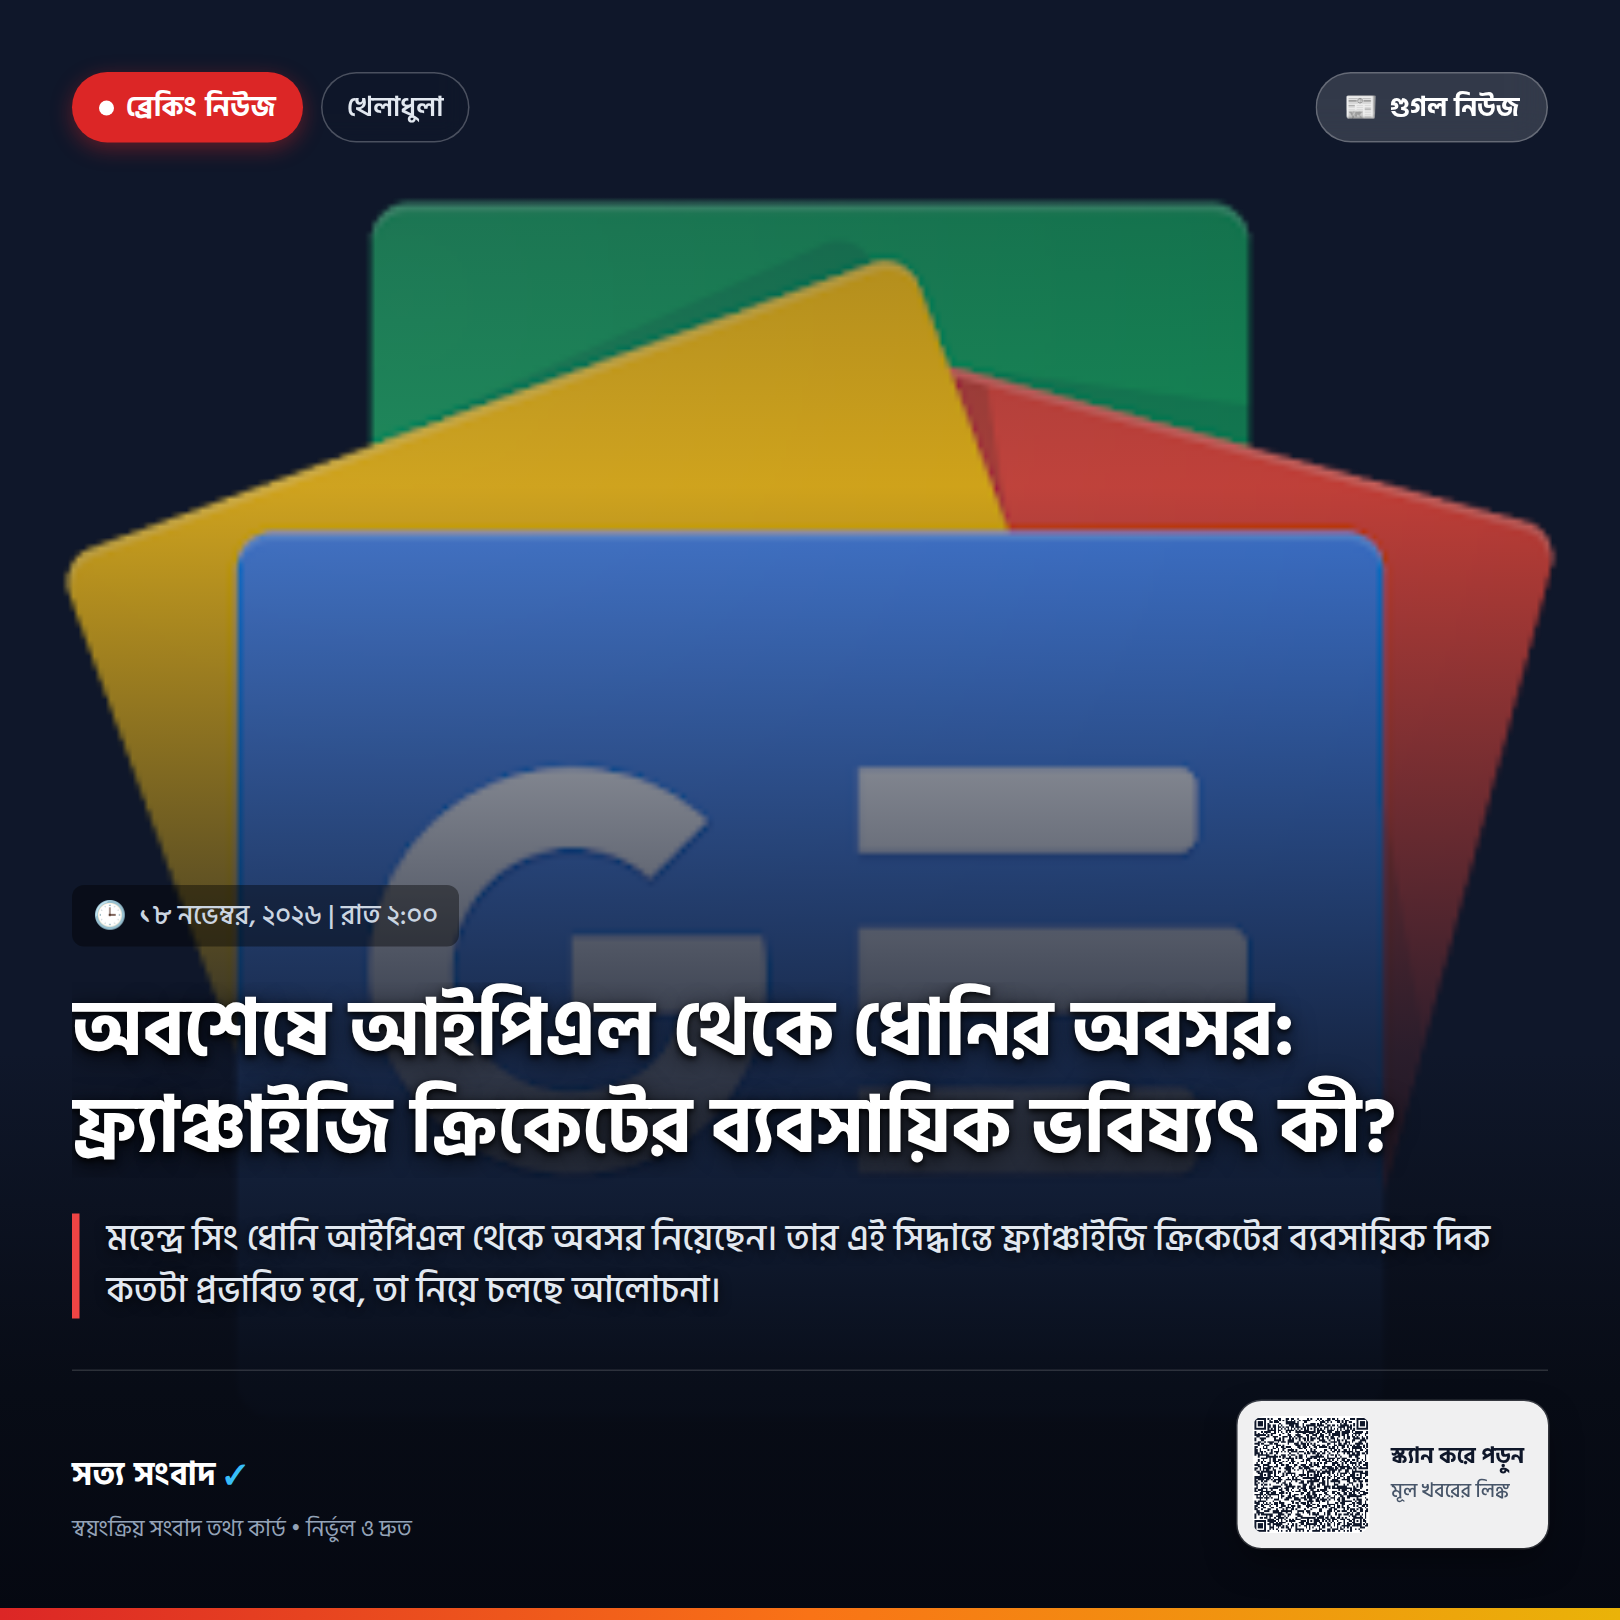 ব্রেকিং নিউজ
খেলাধুলা
📰 গুগল নিউজ
GE
🕒 ১৮ নভেম্বর, ২০২৬ | রাত ২:০০
অবশেষে আইপিএল থেকে ধোনির অবসর:
ফ্র্যাঞ্চাইজি ক্রিকেটের ব্যবসায়িক ভবিষ্যৎ কী?
মহেন্দ্র সিং ধোনি আইপিএল থেকে অবসর নিয়েছেন। তার এই সিদ্ধান্তে ফ্র্যাঞ্চাইজি ক্রিকেটের ব্যবসায়িক দিক
কতটা প্রভাবিত হবে, তা নিয়ে চলছে আলোচনা।
সত্য সংবাদ ✓
স্বয়ংক্রিয় সংবাদ তথ্য কার্ড • নির্ভুল ও দ্রুত
স্ক্যান করে পড়ুন
মূল খবরের লিঙ্ক